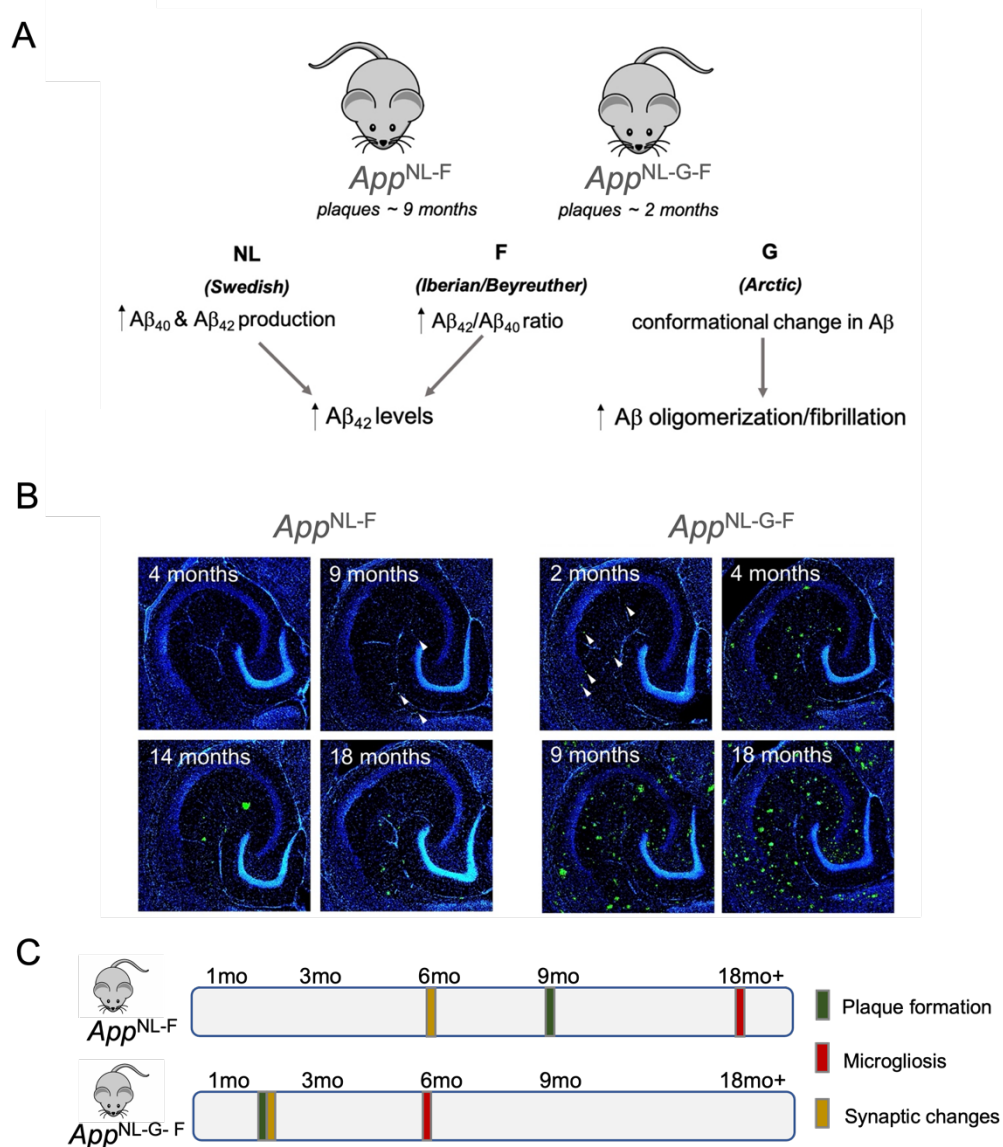 A
App^NL-F App^NL-G-F
plaques ~ 9 months plaques ~ 2 months
NL F G
(Swedish) (Iberian/Beyreuther) (Arctic)
↑ Aβ₄₀ & Aβ₄₂ production ↑ Aβ₄₂/Aβ₄₀ ratio conformational change in Aβ
↑ Aβ₄₂ levels ↑ Aβ oligomerization/fibrillation
B
App^NL-F App^NL-G-F
4 months 9 months 2 months 4 months
14 months 18 months 9 months 18 months
C
1mo 3mo 6mo 9mo 18mo+
App^NL-F
Plaque formation
Microgliosis
Synaptic changes
1mo 3mo 6mo 9mo 18mo+
App^NL-G- F